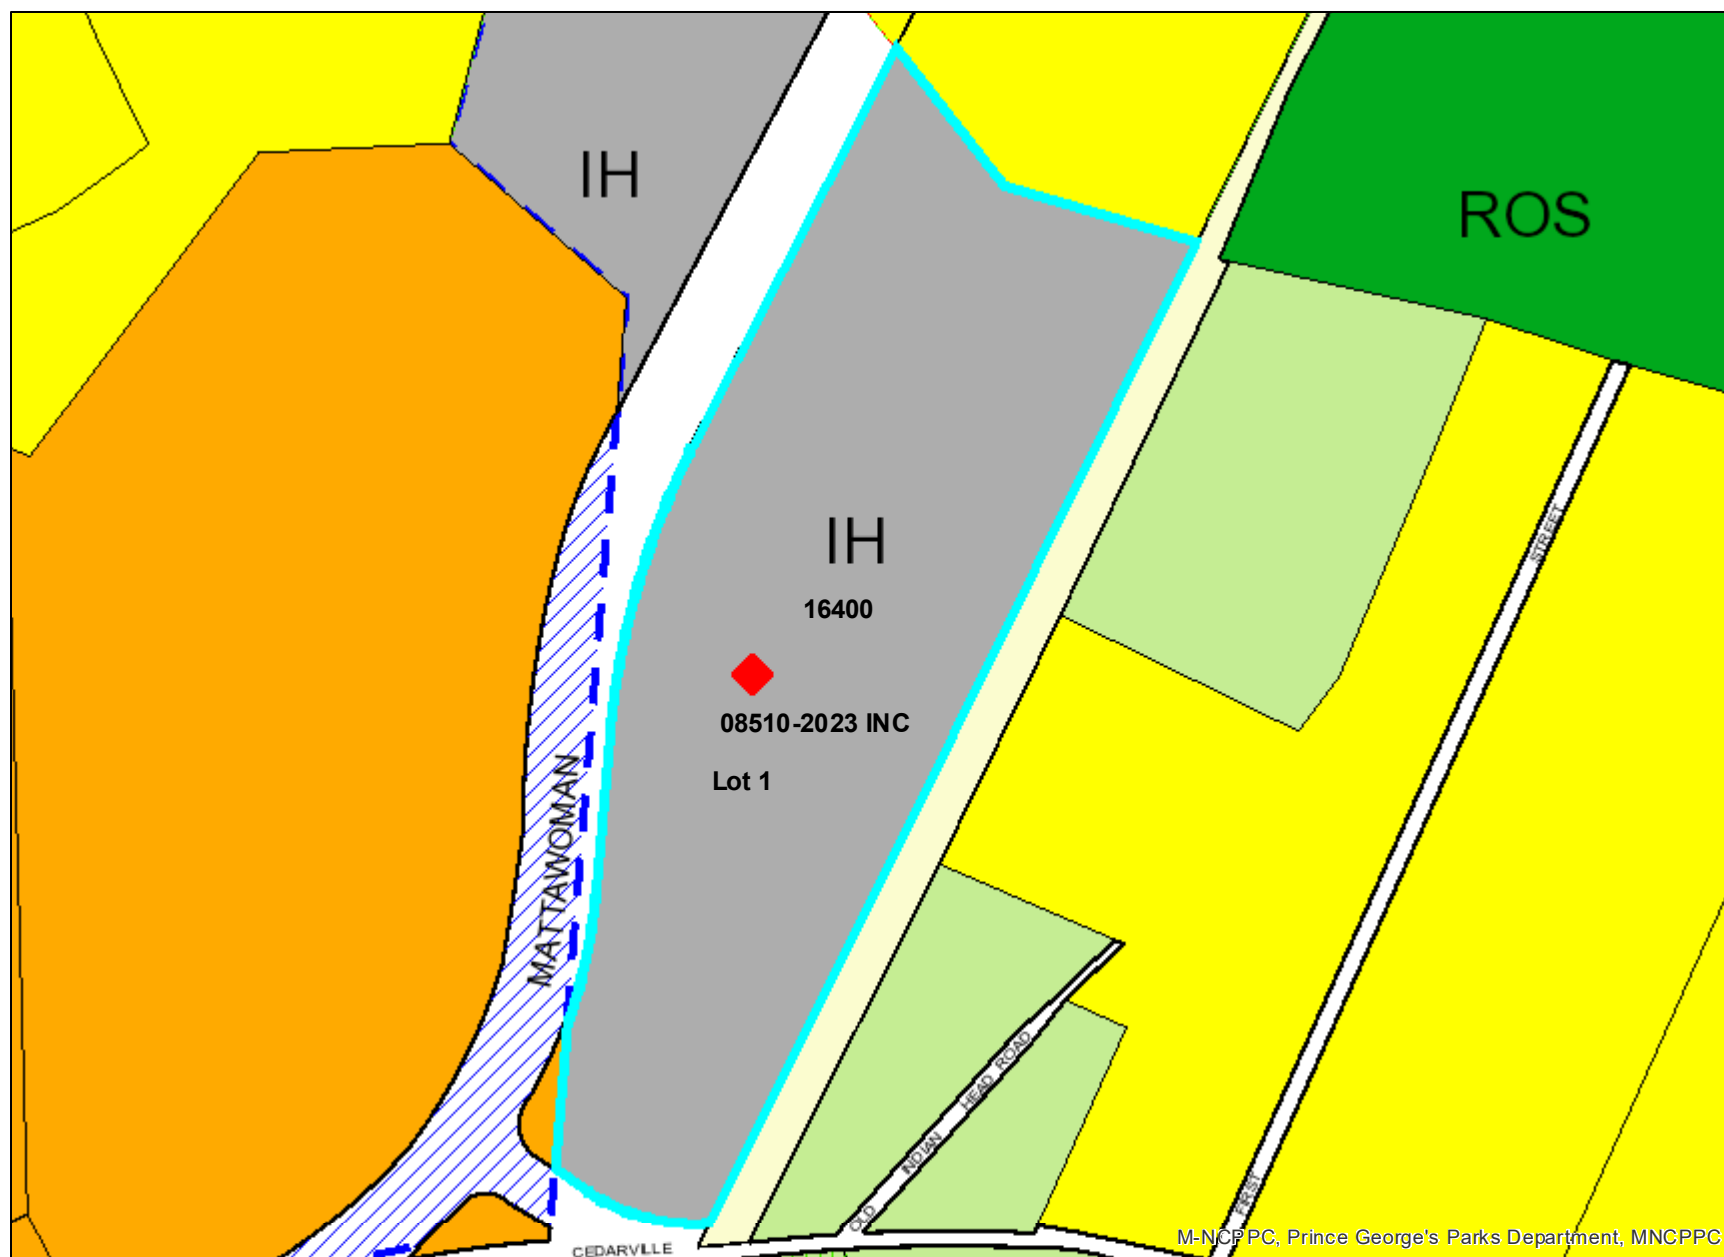 IH
ROS
STREET
IH
16400
08510-2023 INC
Lot 1
MATTAWOMAN
OLD INDIAN HEAD ROAD
FIRST
CEDARVILLE
M-NCPPC, Prince George's Parks Department, MNCPPC